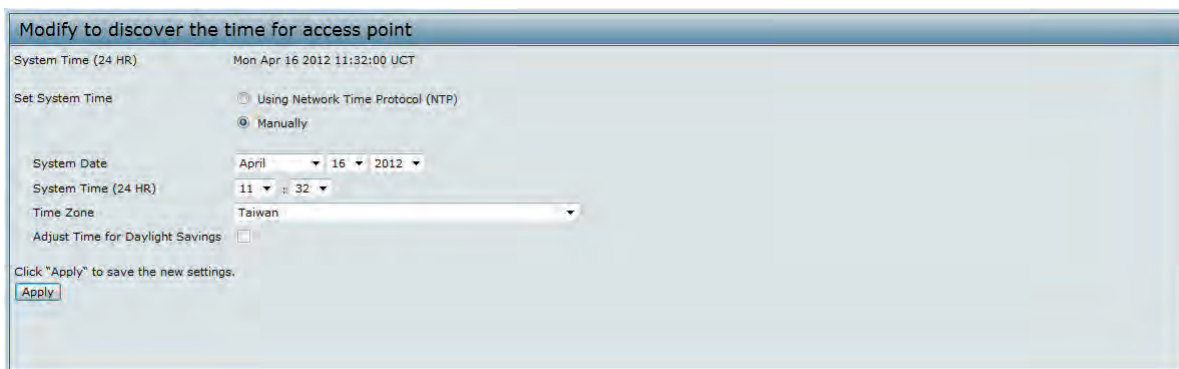 Modify to discover the time for access point
System Time (24 HR) Mon Apr 16 2012 11:32:00 UCT
Set System Time Using Network Time Protocol (NTP)
Manually
System Date April 16 2012
System Time (24 HR) 11 : 32
Time Zone Taiwan
Adjust Time for Daylight Savings
Click "Apply" to save the new settings.
Apply